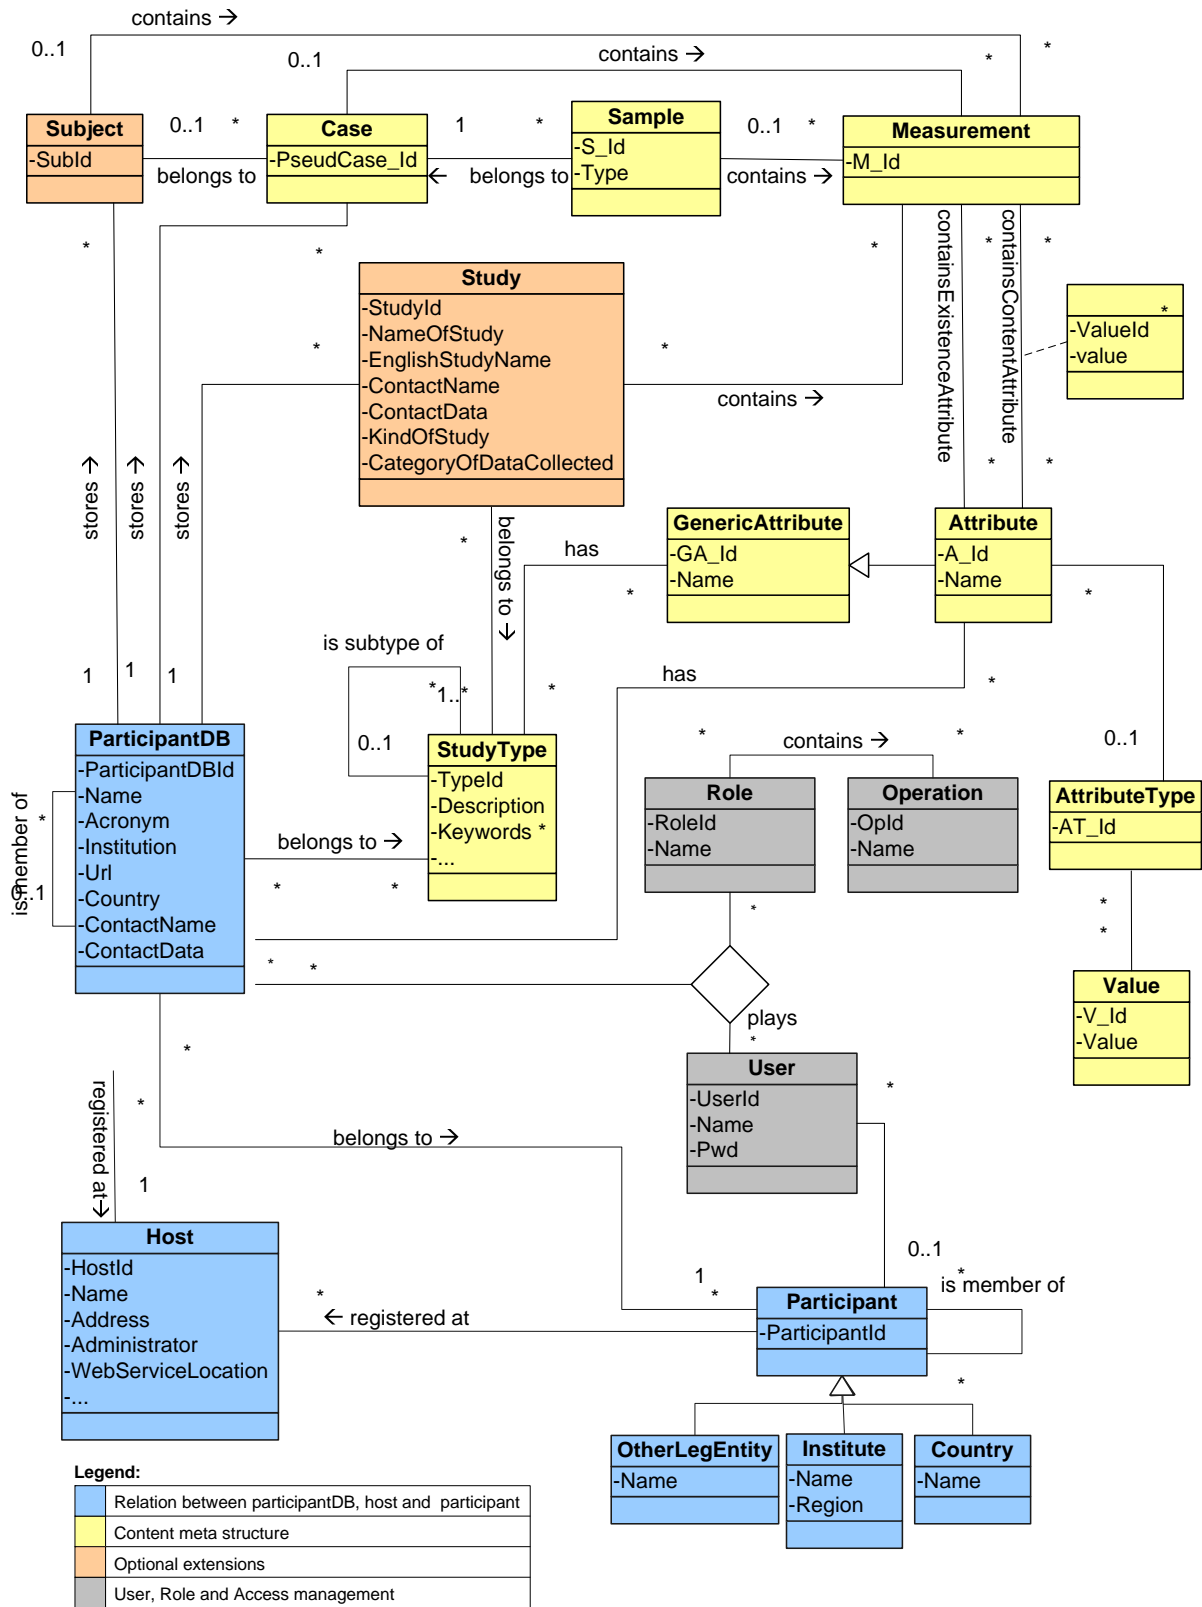 contains →
0..1
*
0..1
contains →
*
Subject
-SubId
0..1
*
belongs to
Case
-PseudCase_Id
1
*
←
belongs to
Sample
-S_Id
-Type
0..1
*
contains →
Measurement
-M_Id
*
*
*
*
*
containsExistenceAttribute
containsContentAttribute
*
-ValueId
-value
Study
-StudyId
-NameOfStudy
-EnglishStudyName
-ContactName
-ContactData
-KindOfStudy
-CategoryOfDataCollected
*
*
contains →
stores →
stores →
stores →
*
*
*
belongs to →
has
*
GenericAttribute
-GA_Id
-Name
Attribute
-A_Id
-Name
*
is subtype of
*
1..*
*
0..1
1
1
1
has
*
0..1
ParticipantDB
-ParticipantDBId
-Name
-Acronym
-Institution
-Url
-Country
-ContactName
-ContactData
is member of
*
0..1
StudyType
-TypeId
-Description
-Keywords *
-...
belongs to →
*
*
*
contains →
*
Role
-RoleId
-Name
Operation
-OpId
-Name
AttributeType
-AT_Id
*
*
Value
-V_Id
-Value
*
*
*
plays
*
User
-UserId
-Name
-Pwd
*
*
*
registered at→
1
belongs to →
0..1
*
is member of
1
*
Host
-HostId
-Name
-Address
-Administrator
-WebServiceLocation
-...
*
← registered at
Participant
-ParticipantId
*
OtherLegEntity
-Name
Institute
-Name
-Region
Country
-Name
Legend:
Relation between participantDB, host and participant
Content meta structure
Optional extensions
User, Role and Access management